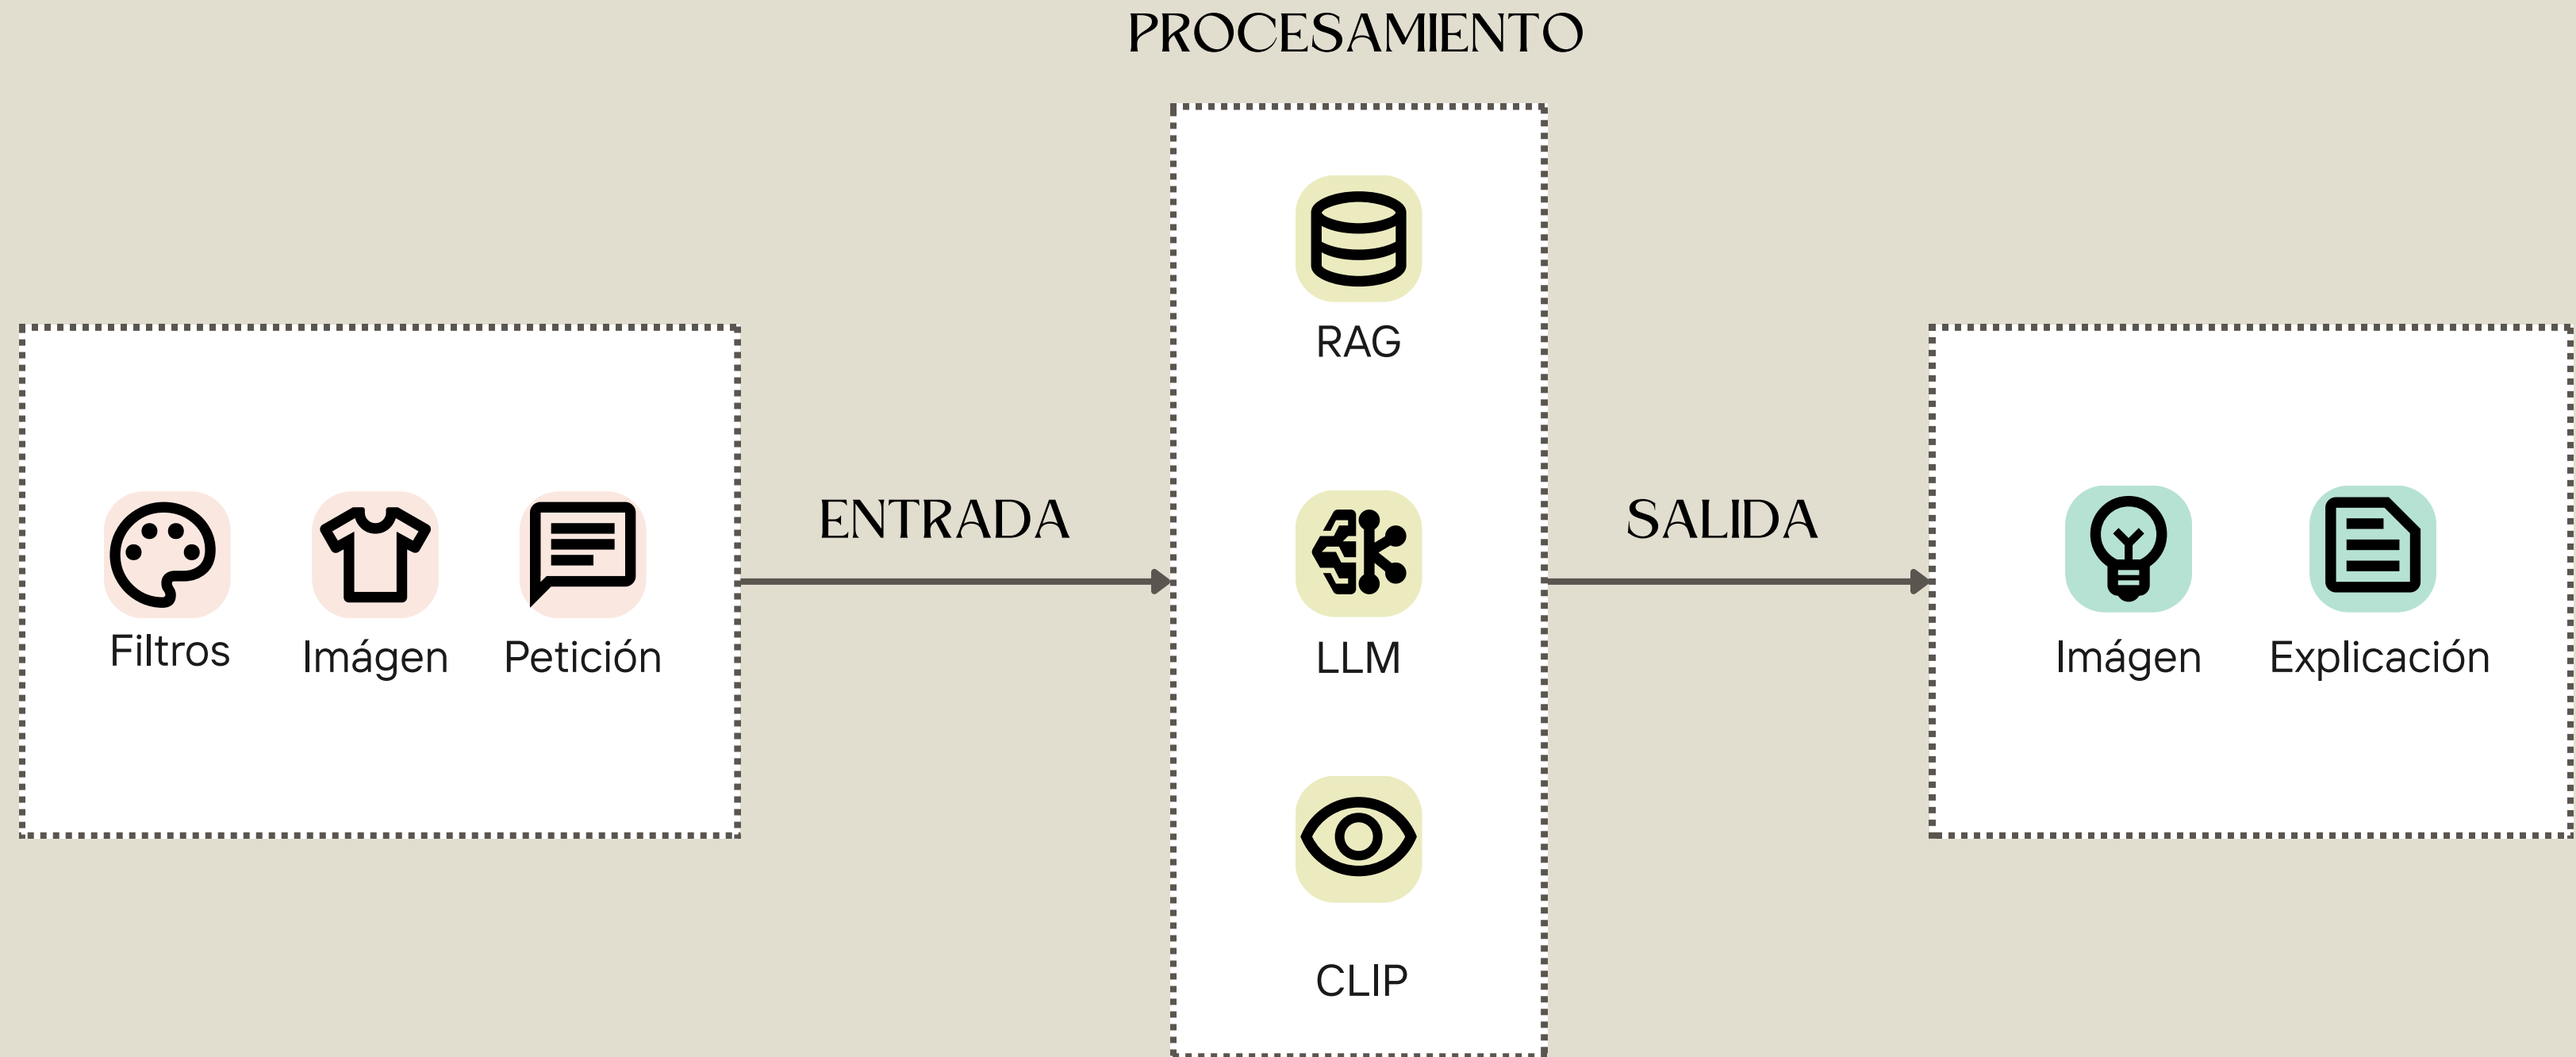 PROCESAMIENTO
Filtros
Imágen
Petición
ENTRADA
RAG
LLM
CLIP
SALIDA
Imágen
Explicación